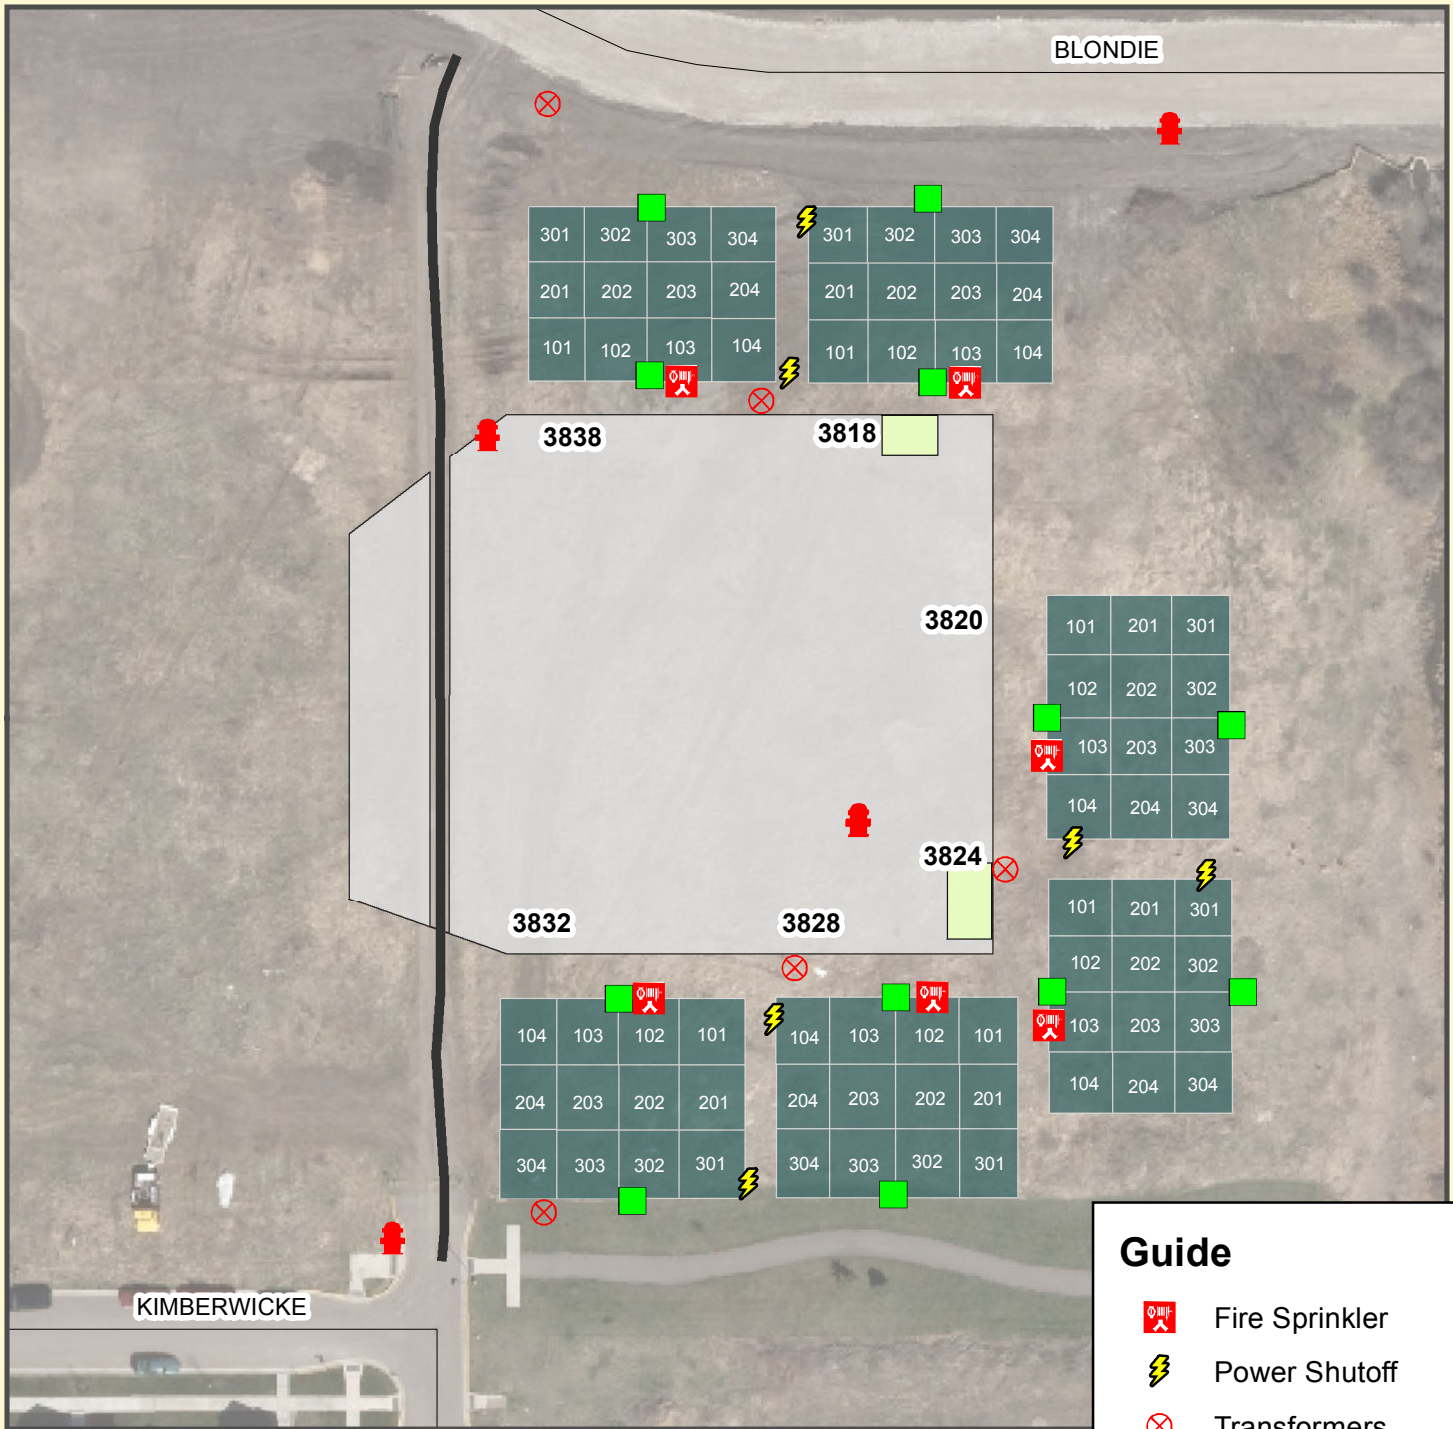 BLONDIE
301 302 303 304
201 202 203 204
101 102 103 104
301 302 303 304
201 202 203 204
101 102 103 104
3838
3818
3820
101 201 301
102 202 302
103 203 303
104 204 304
3824
3832
3828
101 201 301
102 202 302
103 203 303
104 204 304
104 103 102 101
204 203 202 201
304 303 302 301
104 103 102 101
204 203 202 201
304 303 302 301
KIMBERWICKE
Guide
Fire Sprinkler
Power Shutoff
Transformers